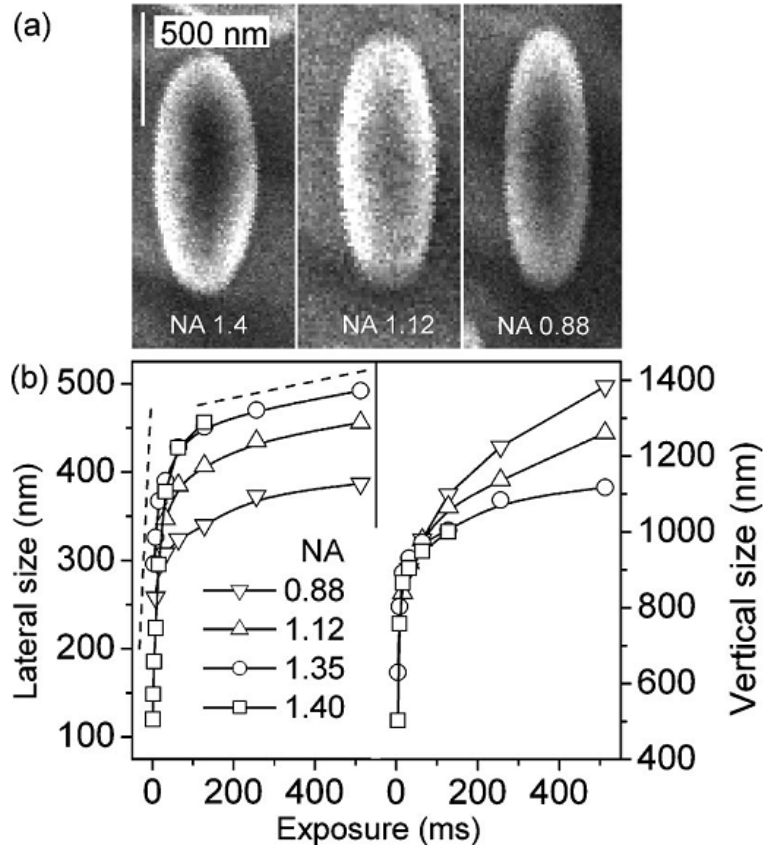 (a)
500 nm
NA 1.4
NA 1.12
NA 0.88
(b)
500
400
300
200
100
Lateral size (nm)
NA
0.88
1.12
1.35
1.40
1400
1200
1000
800
600
400
Vertical size (nm)
0 200 400 0 200 400
Exposure (ms)